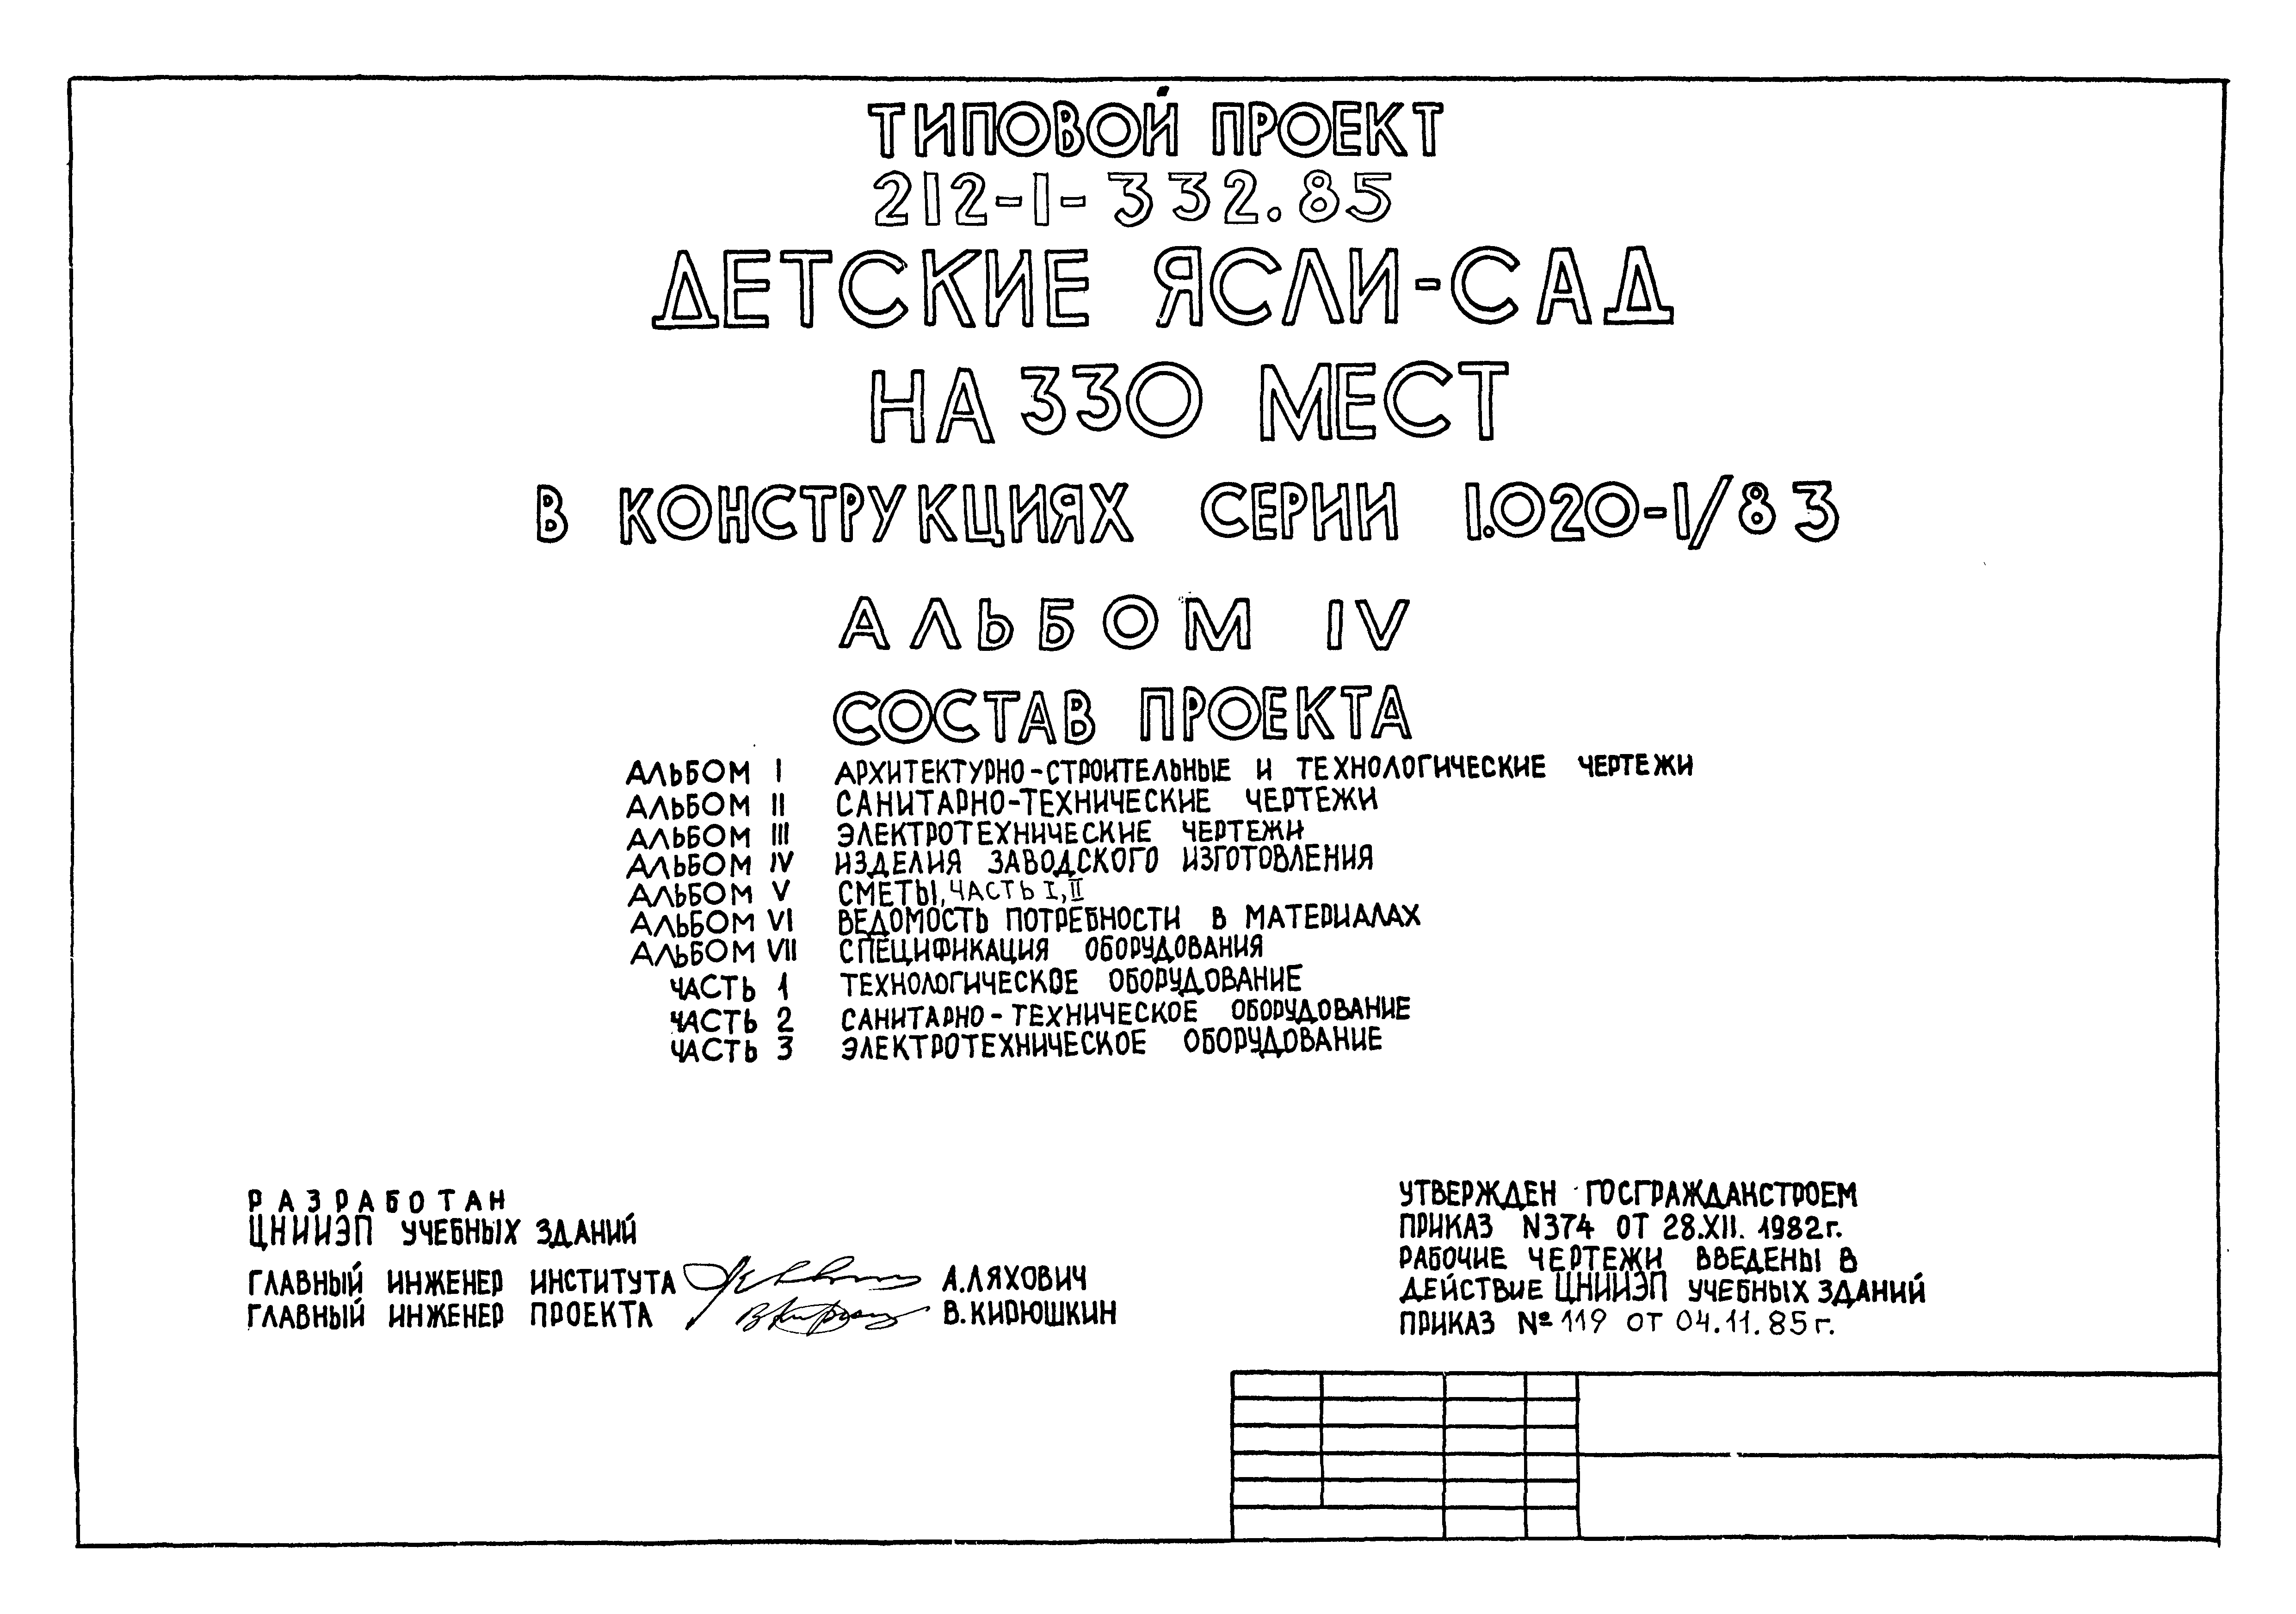 ТИПОВОЙ ПРОЕКТ
212-1-332.85
ДЕТСКИЕ ЯСЛИ-САД
НА 330 МЕСТ
В КОНСТРУКЦИЯХ СЕРИИ 1.020-1/83
АЛЬБОМ IV
СОСТАВ ПРОЕКТА
АЛЬБОМ I АРХИТЕКТУРНО-СТРОИТЕЛЬНЫЕ И ТЕХНОЛОГИЧЕСКИЕ ЧЕРТЕЖИ
АЛЬБОМ II САНИТАРНО-ТЕХНИЧЕСКИЕ ЧЕРТЕЖИ
АЛЬБОМ III ЭЛЕКТРОТЕХНИЧЕСКИЕ ЧЕРТЕЖИ
АЛЬБОМ IV ИЗДЕЛИЯ ЗАВОДСКОГО ИЗГОТОВЛЕНИЯ
АЛЬБОМ V СМЕТЫ, ЧАСТЬ I, II
АЛЬБОМ VI ВЕДОМОСТЬ ПОТРЕБНОСТИ В МАТЕРИАЛАХ
АЛЬБОМ VII СПЕЦИФИКАЦИЯ ОБОРУДОВАНИЯ
ЧАСТЬ 1 ТЕХНОЛОГИЧЕСКОЕ ОБОРУДОВАНИЕ
ЧАСТЬ 2 САНИТАРНО-ТЕХНИЧЕСКОЕ ОБОРУДОВАНИЕ
ЧАСТЬ 3 ЭЛЕКТРОТЕХНИЧЕСКОЕ ОБОРУДОВАНИЕ
РАЗРАБОТАН
ЦНИИЭП УЧЕБНЫХ ЗДАНИЙ
ГЛАВНЫЙ ИНЖЕНЕР ИНСТИТУТА А.ЛЯХОВИЧ
ГЛАВНЫЙ ИНЖЕНЕР ПРОЕКТА В.КИРЮШКИН
УТВЕРЖДЕН ГОСГРАЖДАНСТРОЕМ
ПРИКАЗ N374 ОТ 28.XII. 1982г.
РАБОЧИЕ ЧЕРТЕЖИ ВВЕДЕНЫ В
ДЕЙСТВИЕ ЦНИИЭП УЧЕБНЫХ ЗДАНИЙ
ПРИКАЗ № 119 ОТ 04.11.85г.